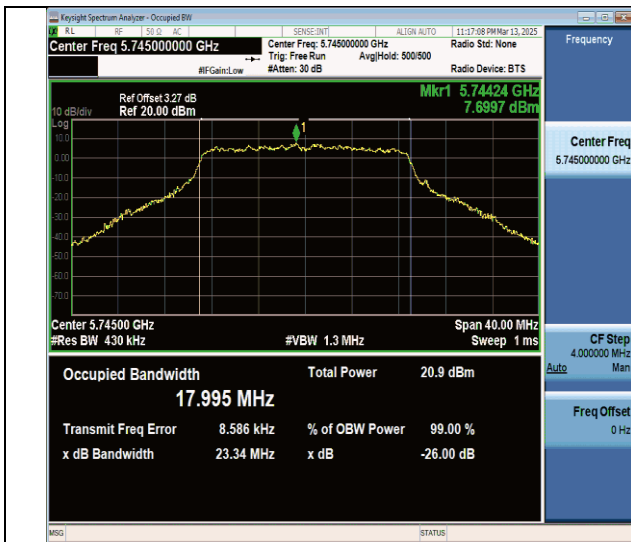 Keysight Spectrum Analyzer - Occupied BW
RL RF 50 Ω AC SENSE:INT ALIGN AUTO 11:17:08 PM Mar 13, 2025
Center Freq 5.745000000 GHz
Center Freq: 5.745000000 GHz
Radio Std: None
Trig: Free Run Avg|Hold: 500/500
#IFGain:Low
#Atten: 30 dB
Radio Device: BTS
Frequency
Mkr1 5.74424 GHz
7.6997 dBm
Ref Offset 3.27 dB
10 dB/div Ref 20.00 dBm
Log
10.0
0.00
-10.0
-20.0
-30.0
-40.0
-50.0
-60.0
-70.0
1
Center 5.74500 GHz
Span 40.00 MHz
#Res BW 430 kHz
#VBW 1.3 MHz
Sweep 1 ms
Occupied Bandwidth
17.995 MHz
Total Power 20.9 dBm
Transmit Freq Error 8.586 kHz
% of OBW Power 99.00 %
x dB Bandwidth 23.34 MHz
x dB -26.00 dB
Center Freq
5.745000000 GHz
CF Step
4.000000 MHz
Auto Man
Freq Offset
0 Hz
MSG STATUS